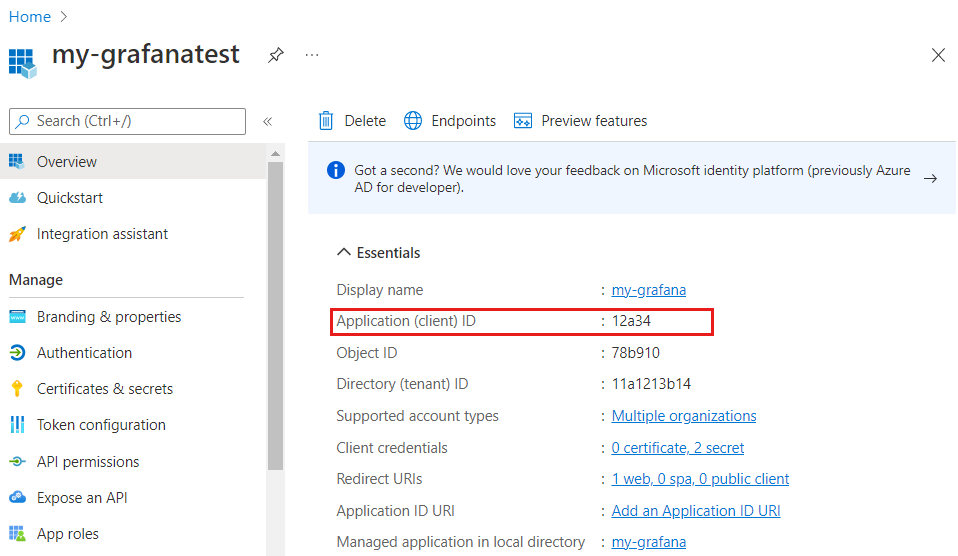 Home
my-grafanatest
Search (Ctrl+/)
Overview
Quickstart
Integration assistant
Manage
Branding & properties
Authentication
Certificates & secrets
Token configuration
API permissions
Expose an API
App roles
Delete Endpoints Preview features
Got a second? We would love your feedback on Microsoft identity platform (previously Azure
AD for developer).
Essentials
Display name : my-grafana
Application (client) ID : 12a34
Object ID : 78b910
Directory (tenant) ID : 11a1213b14
Supported account types : Multiple organizations
Client credentials : 0 certificate, 2 secret
Redirect URIs : 1 web, 0 spa, 0 public client
Application ID URI : Add an Application ID URI
Managed application in local directory : my-grafana